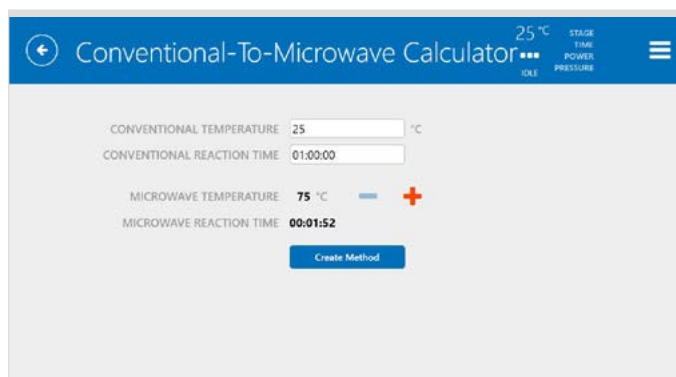 Conventional-To-Microwave Calculator
25 °C
IDLE
STAGE
TIME
POWER
PRESSURE
CONVENTIONAL TEMPERATURE 25 °C
CONVENTIONAL REACTION TIME 01:00:00
MICROWAVE TEMPERATURE 75 °C
MICROWAVE REACTION TIME 00:01:52
Create Method